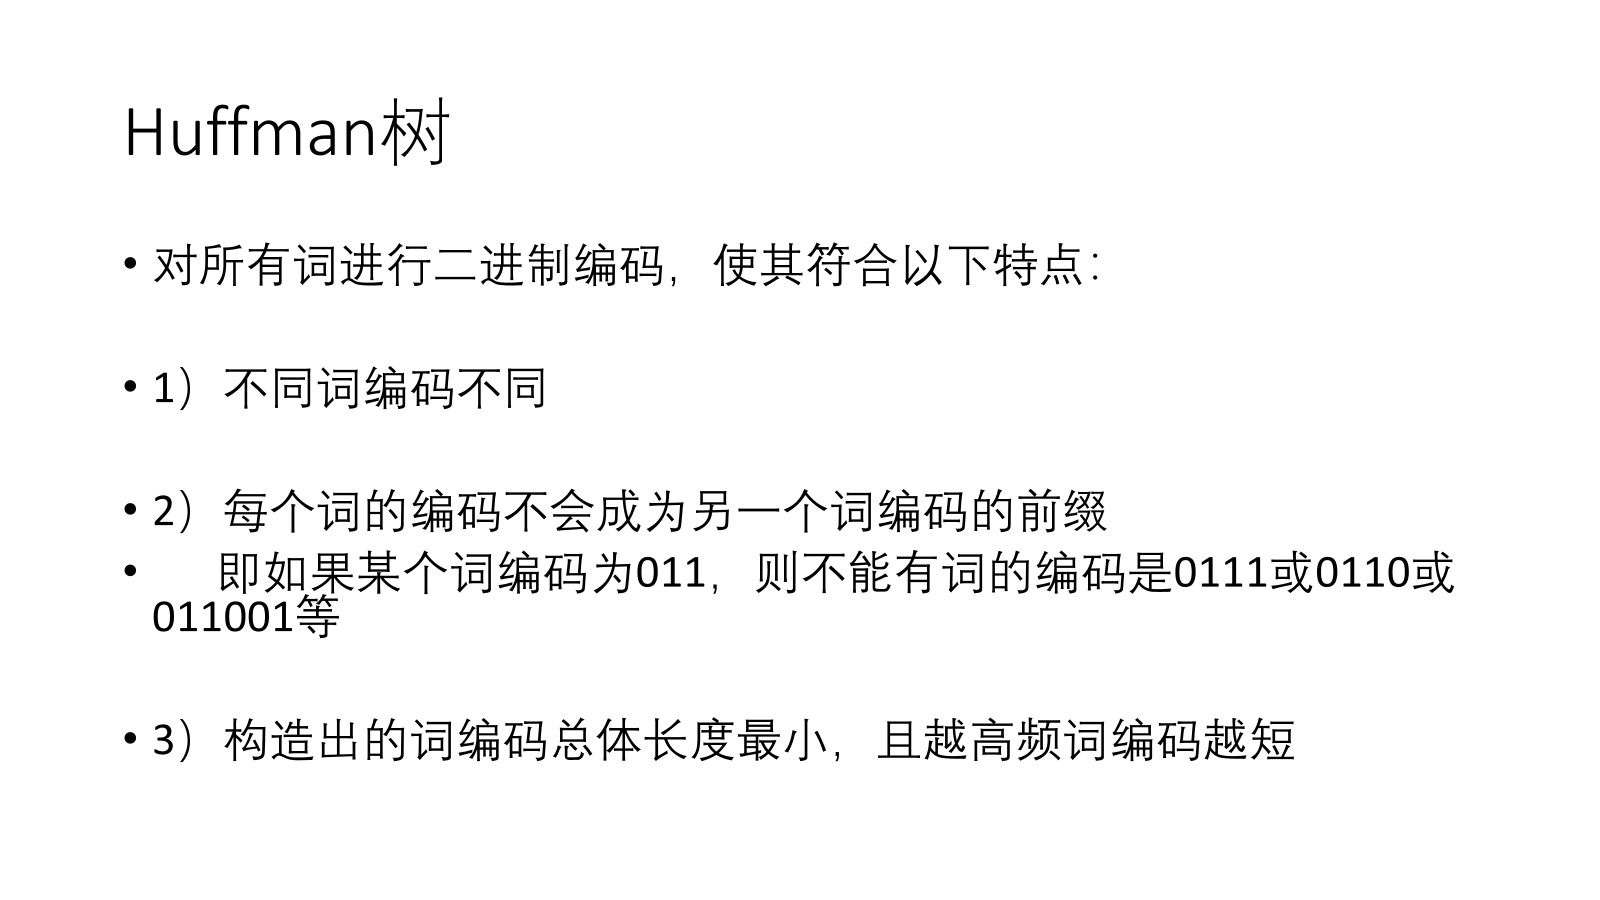 Huffman树
• 对所有词进行二进制编码，使其符合以下特点：
• 1）不同词编码不同
• 2）每个词的编码不会成为另一个词编码的前缀
• 即如果某个词编码为011，则不能有词的编码是0111或0110或
011001等
• 3）构造出的词编码总体长度最小，且越高频词编码越短